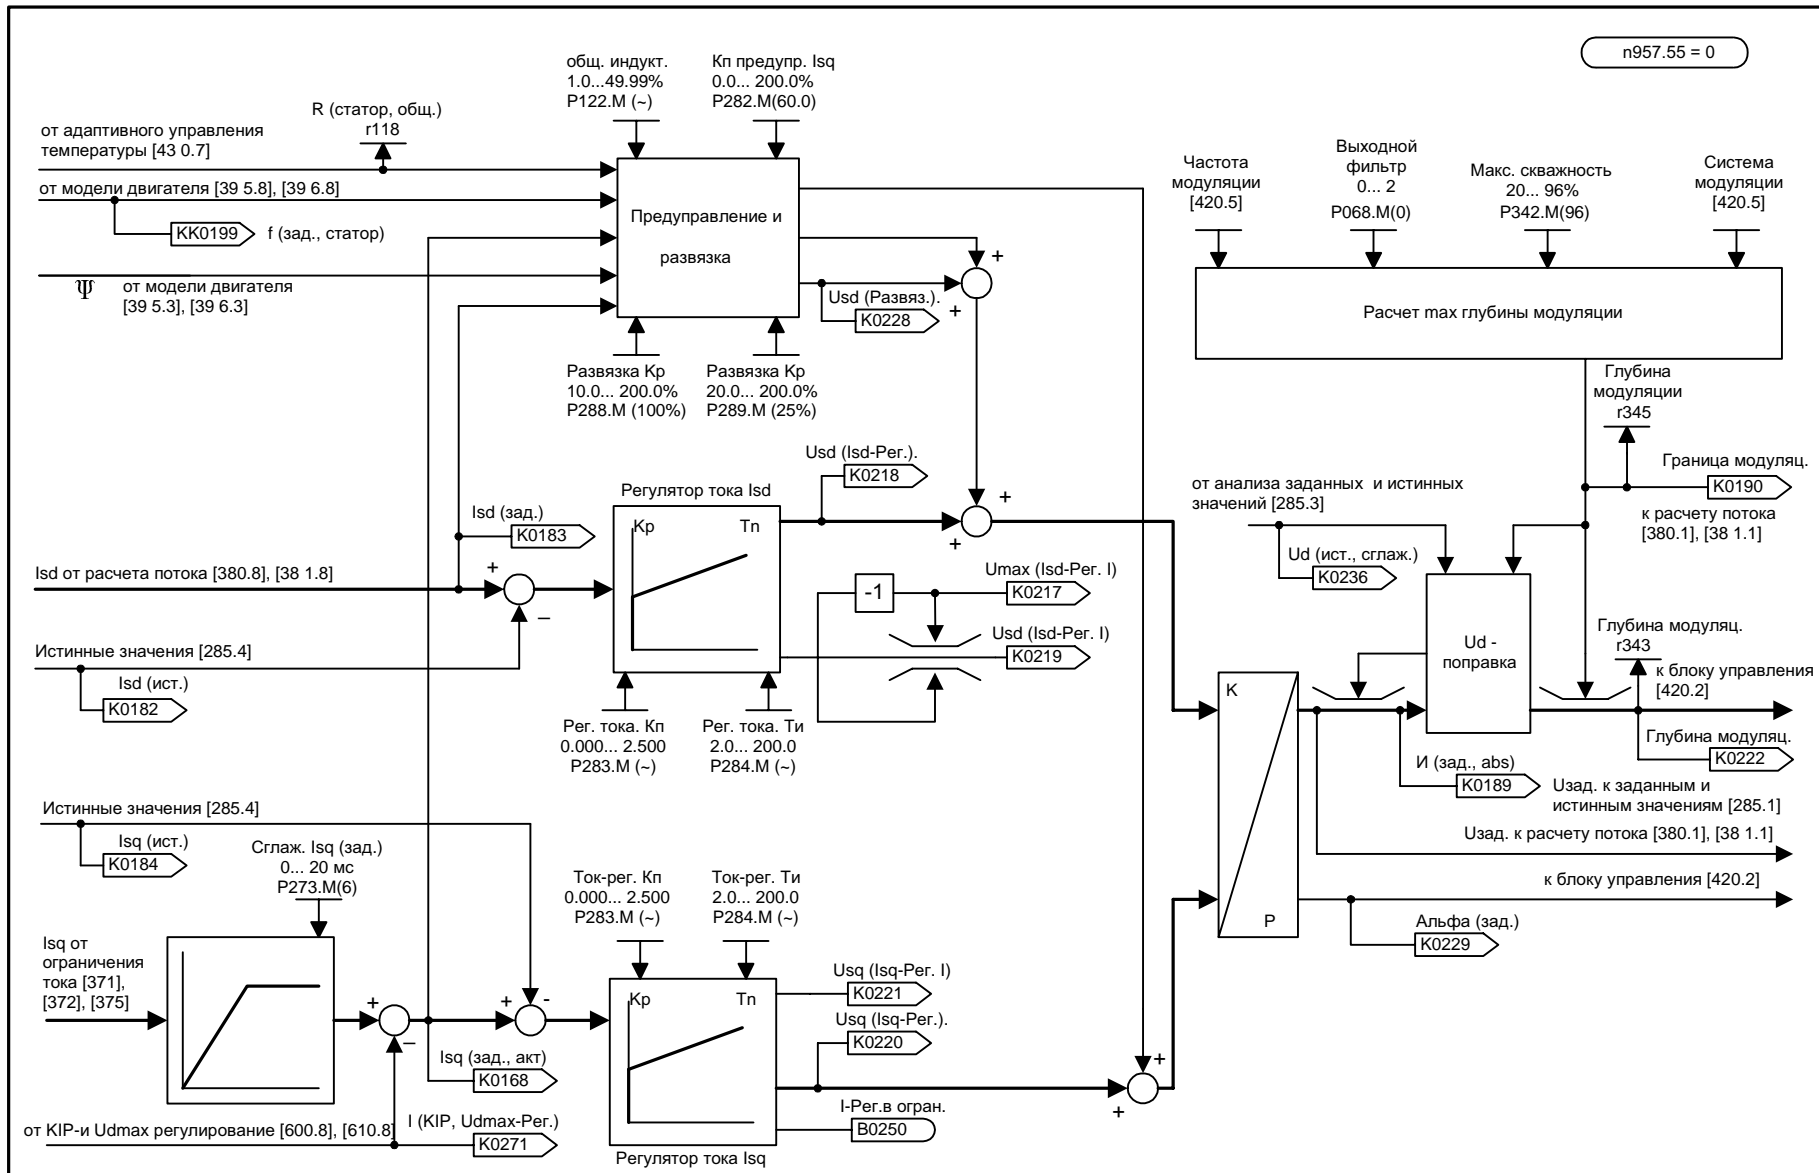 n957.55 = 0
общ. индукт.
1.0...49.99%
P122.M (~)
Кп предупр. Isq
0.0... 200.0%
P282.M(60.0)
R (статор, общ.)
r118
от адаптивного управления
температуры [43 0.7]
от модели двигателя [39 5.8], [39 6.8]
KK0199
f (зад., статор)
Ψ
от модели двигателя
[39 5.3], [39 6.3]
Предуправление и
развязка
+
+
Usd (Развяз.).
K0228
Развязка Кр
10.0... 200.0%
P288.M (100%)
Развязка Кр
20.0... 200.0%
P289.M (25%)
Частота
модуляции
[420.5]
Выходной
фильтр
0... 2
P068.M(0)
Макс. скважность
20... 96%
P342.M(96)
Система
модуляции
[420.5]
Расчет max глубины модуляции
Глубина
модуляции
r345
Граница модуляц.
K0190
к расчету потока
[380.1], [38 1.1]
от анализа заданных и истинных
значений [285.3]
Ud (ист., сглаж.)
K0236
Ud -
поправка
Глубина модуляц.
r343
к блоку управления
[420.2]
Глубина модуляц.
K0222
И (зад., abs)
K0189
Uзад. к заданным и
истинным значениям [285.1]
Uзад. к расчету потока [380.1], [38 1.1]
к блоку управления [420.2]
Альфа (зад.)
K0229
K
P
Usd (Isd-Рег.).
K0218
+
+
Регулятор тока Isd
Kp
Tn
Isd (зад.)
K0183
Isd от расчета потока [380.8], [38 1.8]
+
–
Umax (Isd-Рег. I)
K0217
-1
Usd (Isd-Рег. I)
K0219
Истинные значения [285.4]
Isd (ист.)
K0182
Рег. тока. Кп
0.000... 2.500
P283.M (~)
Рег. тока. Ти
2.0... 200.0
P284.M (~)
Истинные значения [285.4]
Isq (ист.)
K0184
Сглаж. Isq (зад.)
0... 20 мс
P273.M(6)
Ток-рег. Кп
0.000... 2.500
P283.M (~)
Ток-рег. Ти
2.0... 200.0
P284.M (~)
Isq от
ограничения
тока [371],
[372], [375]
+
–
+
-
Kp
Tn
Usq (Isq-Рег. I)
K0221
Usq (Isq-Рег.).
K0220
+
+
Isq (зад., акт)
K0168
I-Рег.в огран.
B0250
от KIP-и Udmax регулирование [600.8], [610.8]
I (KIP, Udmax-Рег.)
K0271
Регулятор тока Isq